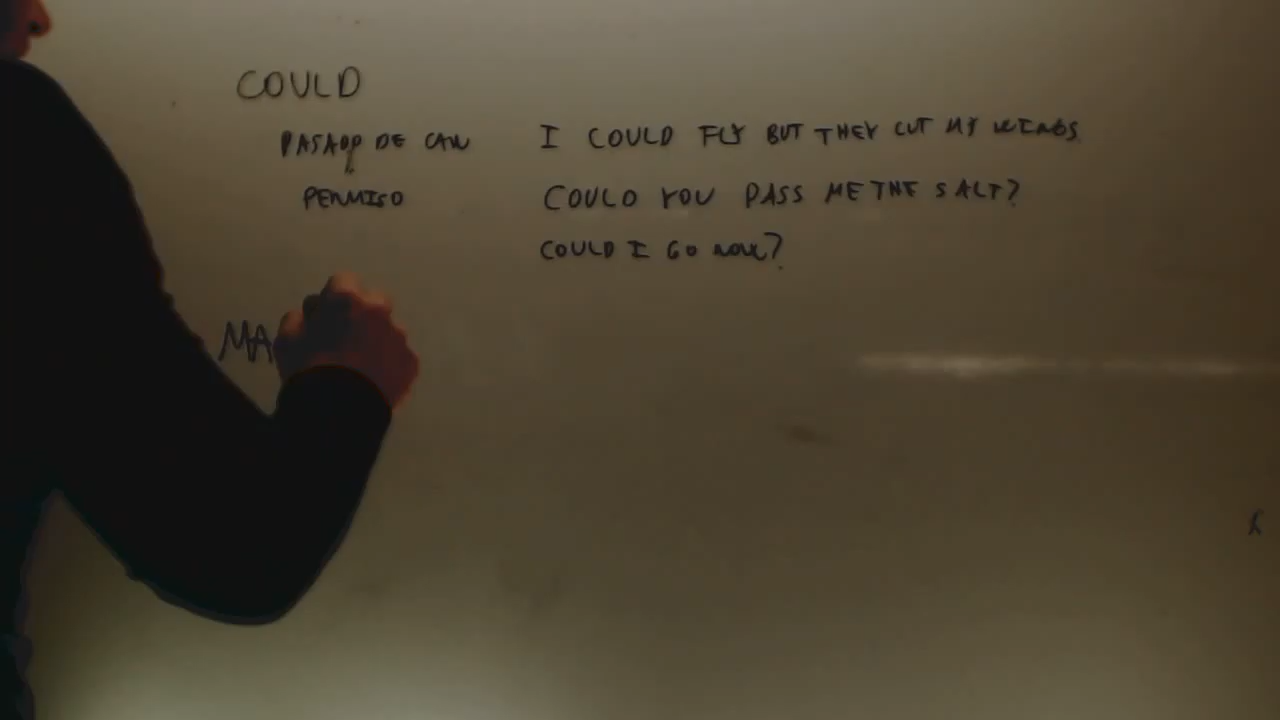 COULD
PASADO DE CAN I COULD FLY BUT THEY CUT MY WINGS
PERMISO COULD YOU PASS ME THE SALT?
COULD I GO NOW?
MA